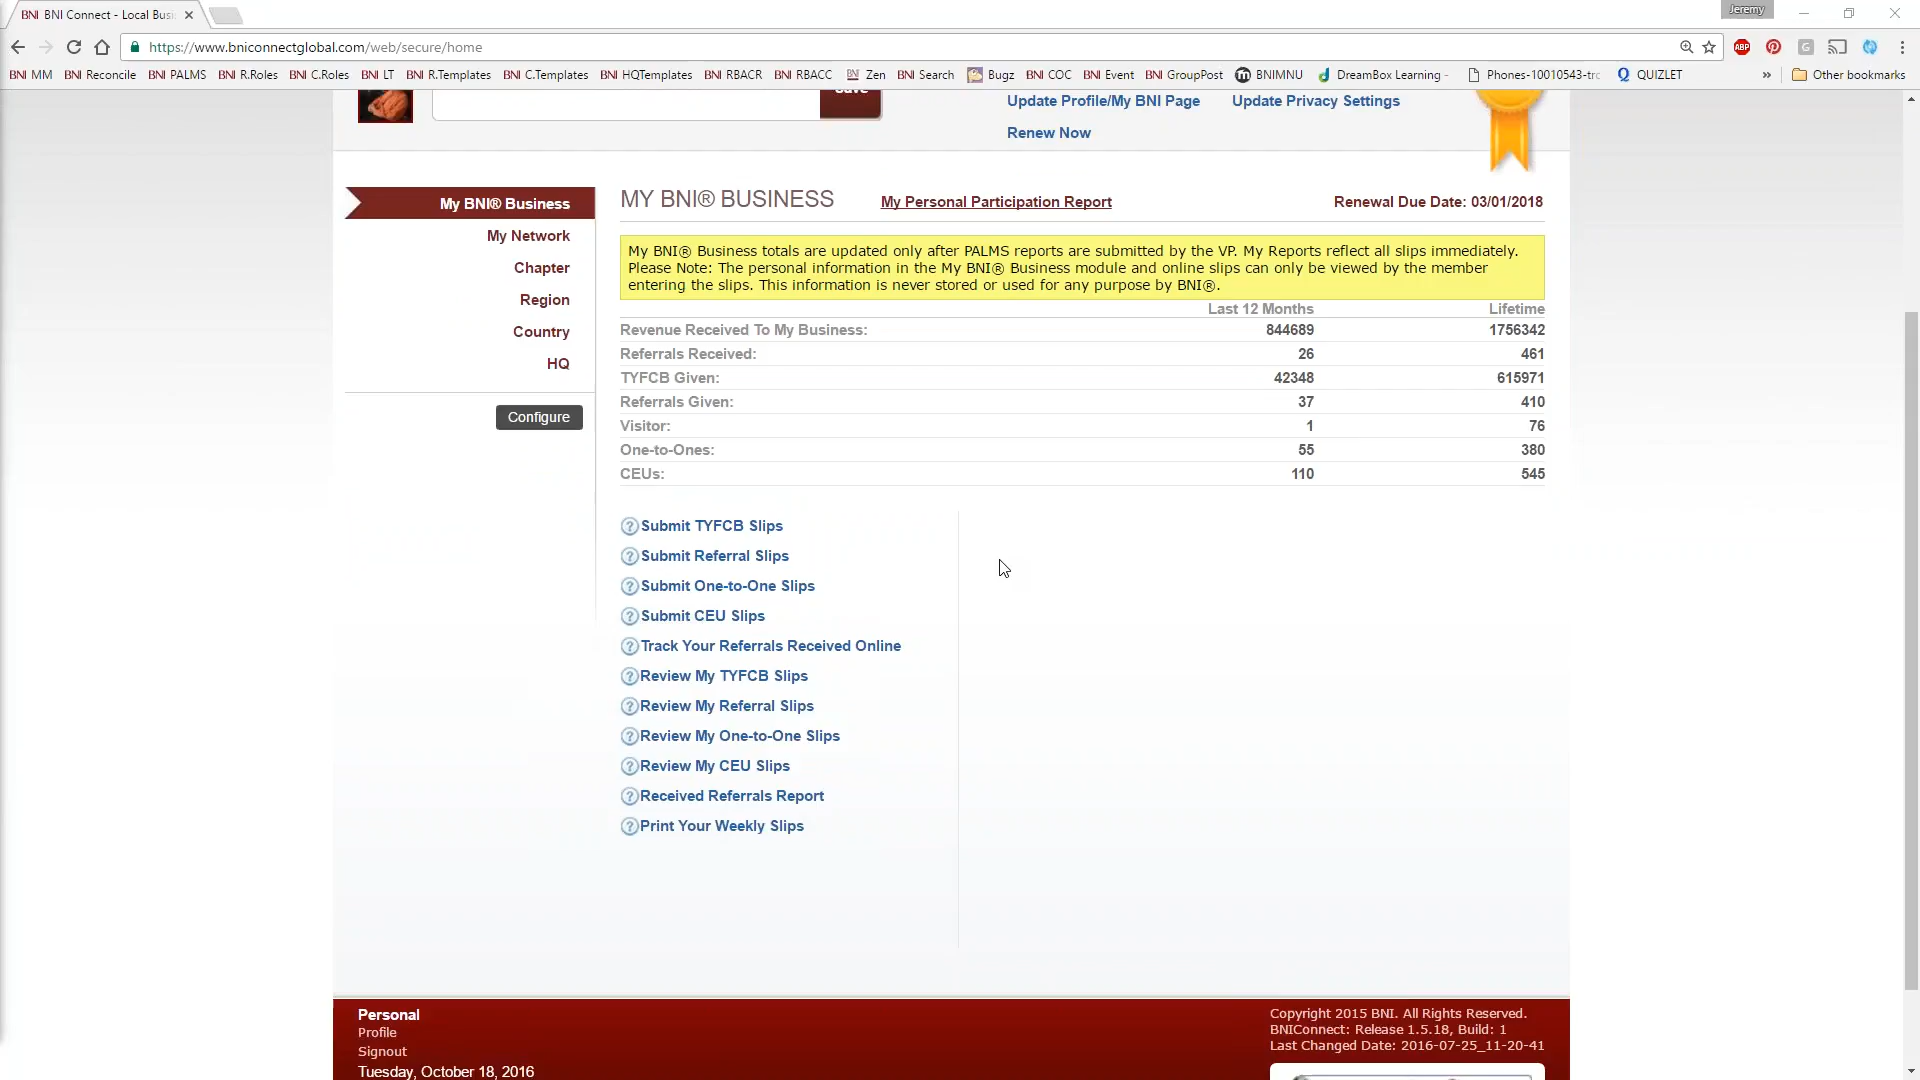 BNI BNI Connect - Local Busi
Jeremy
https://www.bniconnectglobal.com/web/secure/home
BNI MM BNI Reconcile BNI PALMS BNI R.Roles BNI C.Roles BNI LT BNI R.Templates BNI C.Templates BNI HQTemplates BNI RBACR BNI RBACC BNI Zen BNI Search Bugz BNI COC BNI Event BNI GroupPost m BNIMNU d DreamBox Learning - Phones-10010543-tro Q QUIZLET » Other bookmarks
ABP
Save
Update Profile/My BNI Page Update Privacy Settings
Renew Now
My BNI® Business
My Network
Chapter
Region
Country
HQ
Configure
MY BNI® BUSINESS My Personal Participation Report Renewal Due Date: 03/01/2018
My BNI® Business totals are updated only after PALMS reports are submitted by the VP. My Reports reflect all slips immediately.
Please Note: The personal information in the My BNI® Business module and online slips can only be viewed by the member
entering the slips. This information is never stored or used for any purpose by BNI®.
Last 12 Months Lifetime
Revenue Received To My Business: 844689 1756342
Referrals Received: 26 461
TYFCB Given: 42348 615971
Referrals Given: 37 410
Visitor: 1 76
One-to-Ones: 55 380
CEUs: 110 545
? Submit TYFCB Slips
? Submit Referral Slips
? Submit One-to-One Slips
? Submit CEU Slips
? Track Your Referrals Received Online
? Review My TYFCB Slips
? Review My Referral Slips
? Review My One-to-One Slips
? Review My CEU Slips
? Received Referrals Report
? Print Your Weekly Slips
Personal
Profile
Signout
Tuesday, October 18, 2016
Copyright 2015 BNI. All Rights Reserved.
BNIConnect: Release 1.5.18, Build: 1
Last Changed Date: 2016-07-25_11-20-41